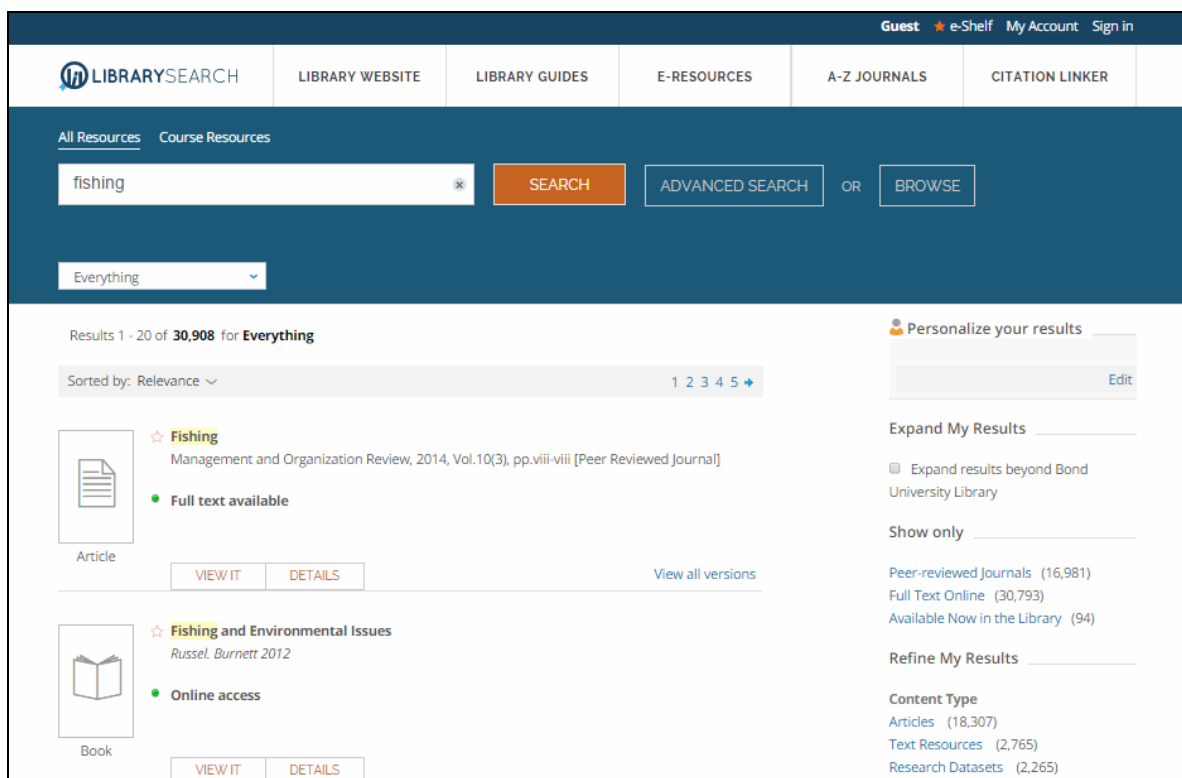 Guest e-Shelf My Account Sign in
LIBRARYSEARCH LIBRARY WEBSITE LIBRARY GUIDES E-RESOURCES A-Z JOURNALS CITATION LINKER
All Resources Course Resources
fishing SEARCH ADVANCED SEARCH OR BROWSE
Everything
Results 1 - 20 of 30,908 for Everything
Sorted by: Relevance 1 2 3 4 5
Fishing
Management and Organization Review, 2014, Vol.10(3), pp.viii-viii [Peer Reviewed Journal]
Full text available
Article
VIEW IT DETAILS View all versions
Fishing and Environmental Issues
Russel. Burnett 2012
Online access
Book
VIEW IT DETAILS
Personalize your results
Edit
Expand My Results
Expand results beyond Bond
University Library
Show only
Peer-reviewed Journals (16,981)
Full Text Online (30,793)
Available Now in the Library (94)
Refine My Results
Content Type
Articles (18,307)
Text Resources (2,765)
Research Datasets (2,265)